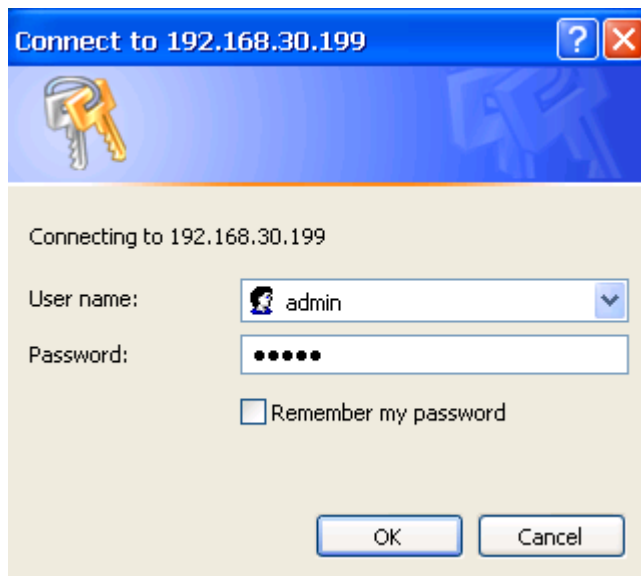 Connect to 192.168.30.199
Connecting to 192.168.30.199
User name: admin
Password: •••••
Remember my password
OK Cancel